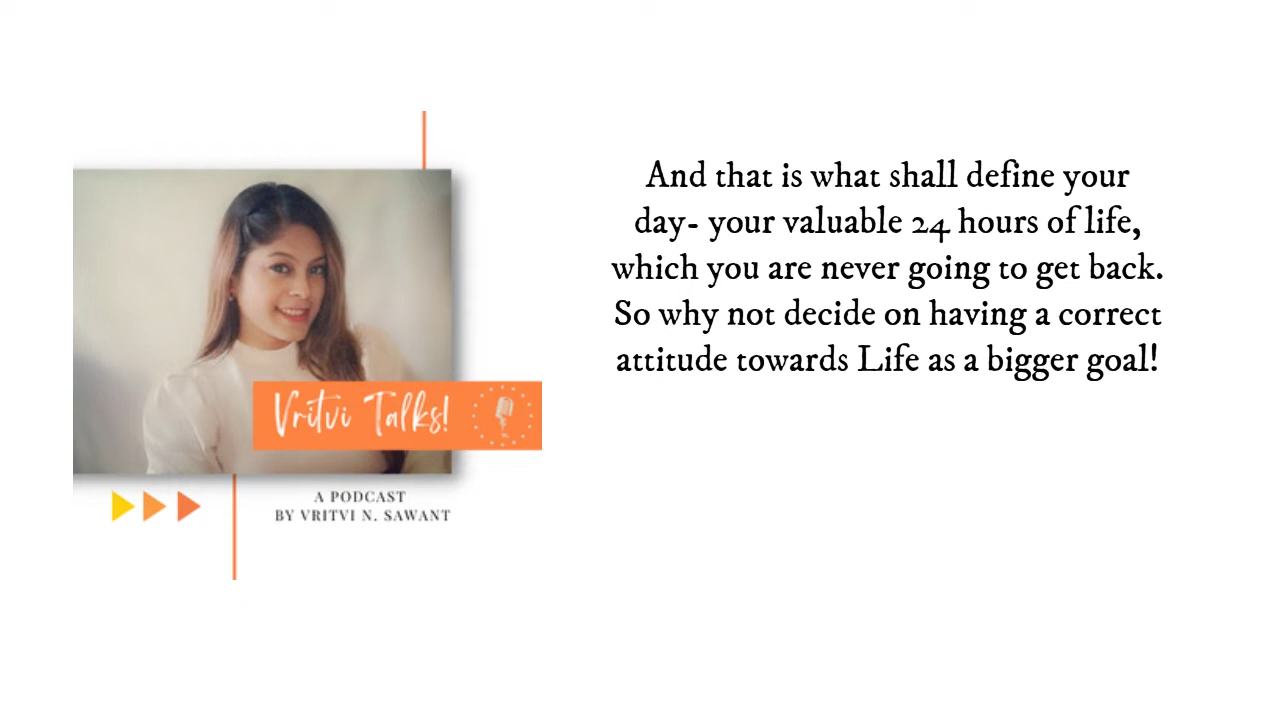 Vritvi Talks!
A PODCAST
BY VRITVI N. SAWANT
And that is what shall define your
day- your valuable 24 hours of life,
which you are never going to get back.
So why not decide on having a correct
attitude towards Life as a bigger goal!